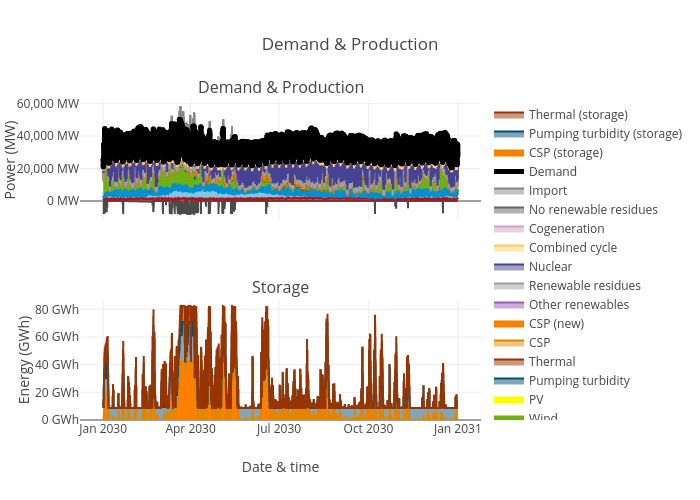 Demand & Production
Demand & Production
60,000 MW
40,000 MW
20,000 MW
0 MW
Power (MW)
Storage
80 GWh
60 GWh
40 GWh
20 GWh
0 GWh
Energy (GWh)
Jan 2030
Apr 2030
Jul 2030
Oct 2030
Jan 2031
Date & time
Thermal (storage)
Pumping turbidity (storage)
CSP (storage)
Demand
Import
No renewable residues
Cogeneration
Combined cycle
Nuclear
Renewable residues
Other renewables
CSP (new)
CSP
Thermal
Pumping turbidity
PV
Wind